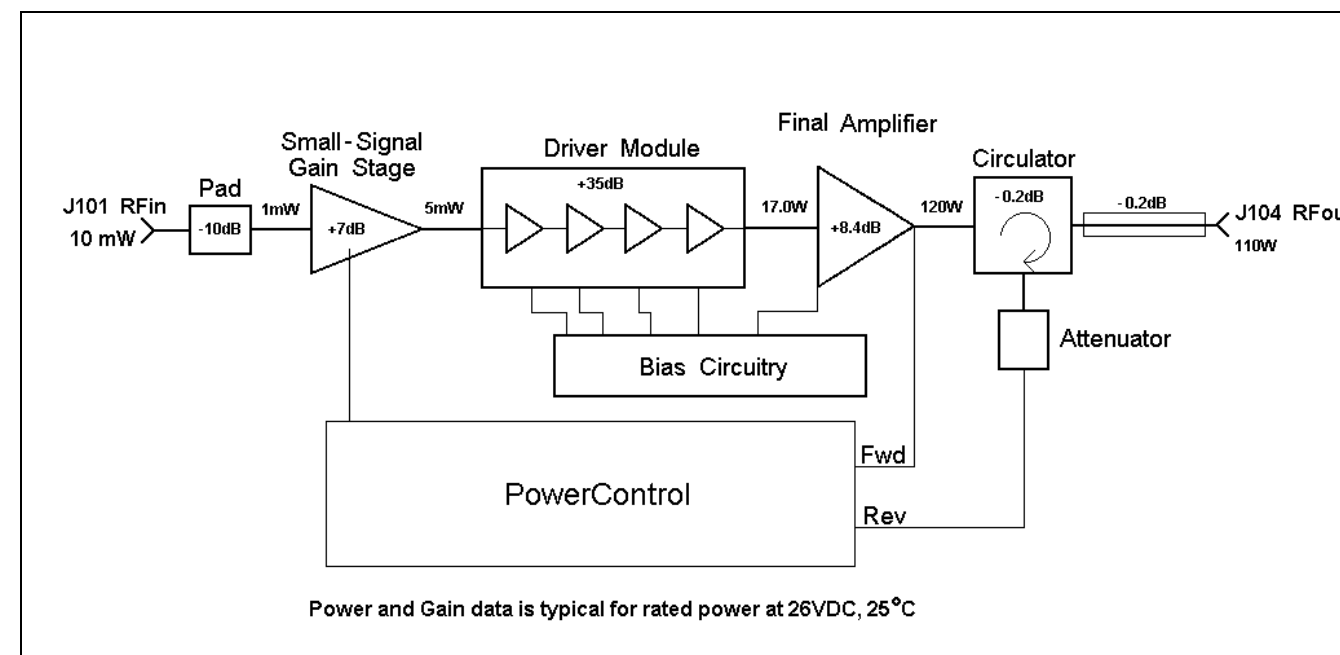 Final Amplifier
Small-Signal
Gain Stage
Driver Module
Circulator
Pad
J101 RFin
10 mW
-10dB
1mW
+7dB
5mW
+35dB
17.0W
+8.4dB
120W
-0.2dB
-0.2dB
J104 RFou
110W
Bias Circuitry
Attenuator
PowerControl
Fwd
Rev
Power and Gain data is typical for rated power at 26VDC, 25°C